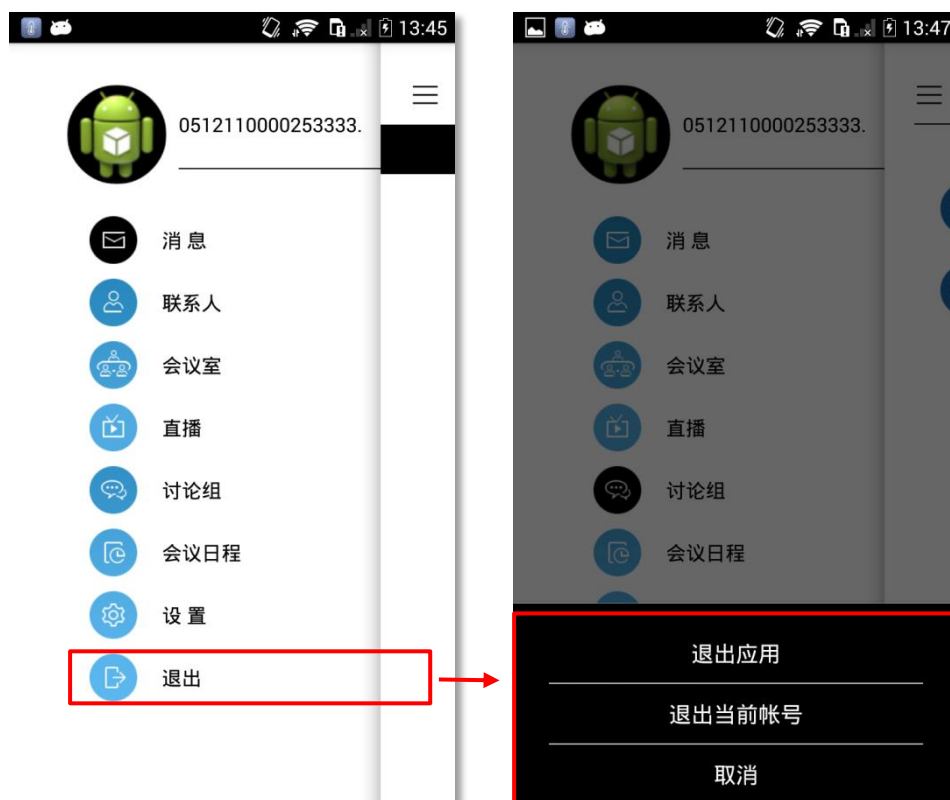 13:45
0512110000253333.
消 息
联系人
会议室
直播
讨论组
会议日程
设 置
退出
13:47
0512110000253333.
消 息
联系人
会议室
直播
讨论组
会议日程
退出应用
退出当前帐号
取消